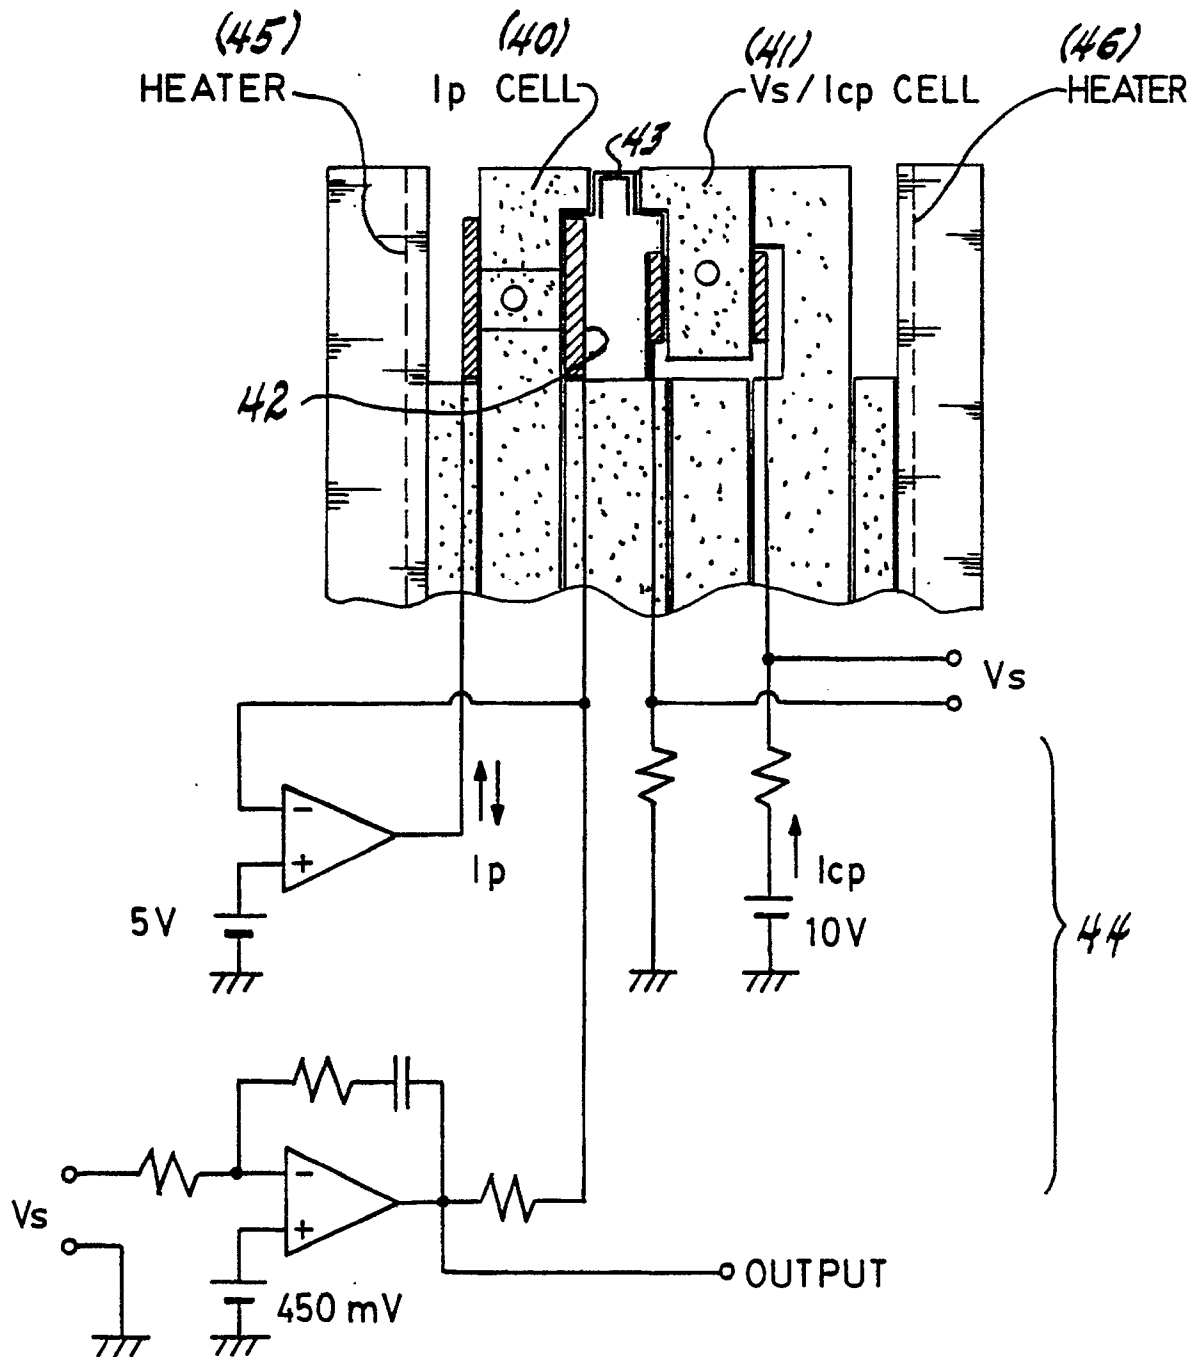 (45)
HEATER
(40)
Ip CELL
43
(41)
Vs/Icp CELL
(46)
HEATER
42
Vs
−
+
5V
Ip
Icp
10V
44
Vs
−
+
450 mV
OUTPUT